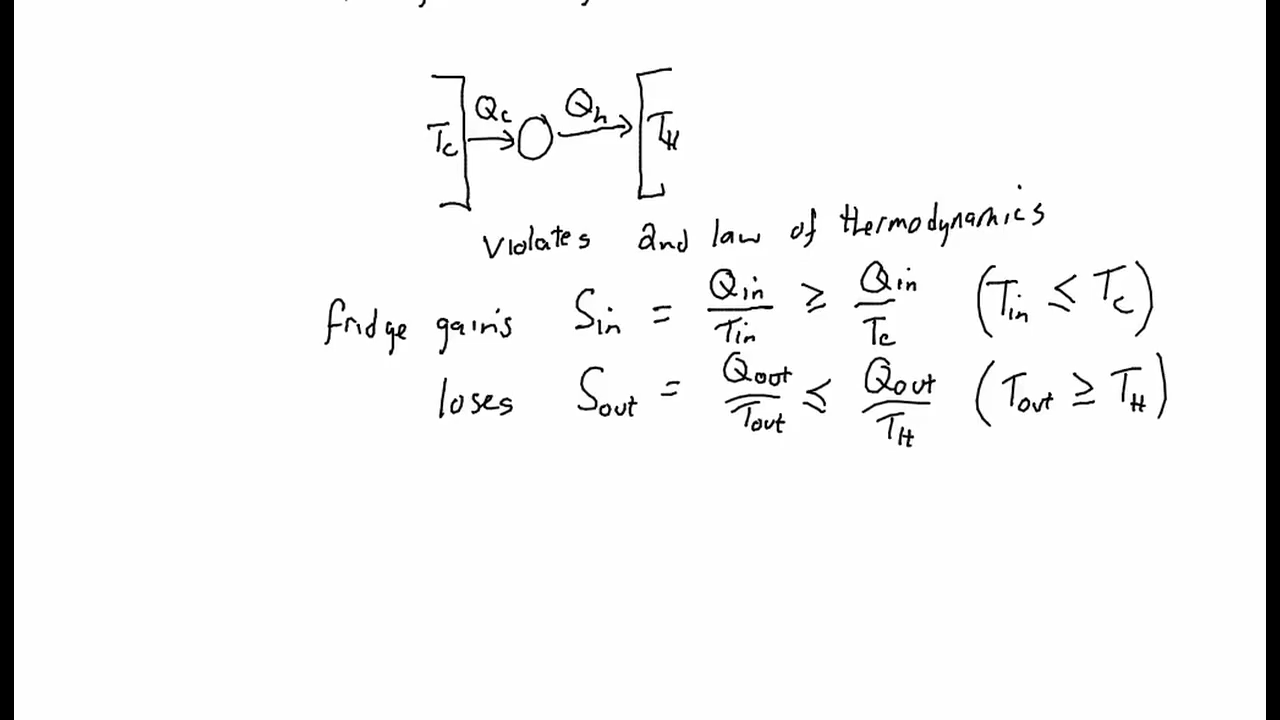 Qc Qh
Tc TH
violates 2nd law of thermodynamics
fridge gains Sin = Qin/Tin ≥ Qin/Tc (Tin ≤ Tc)
loses Sout = Qout/Tout ≤ Qout/TH (Tout ≥ TH)